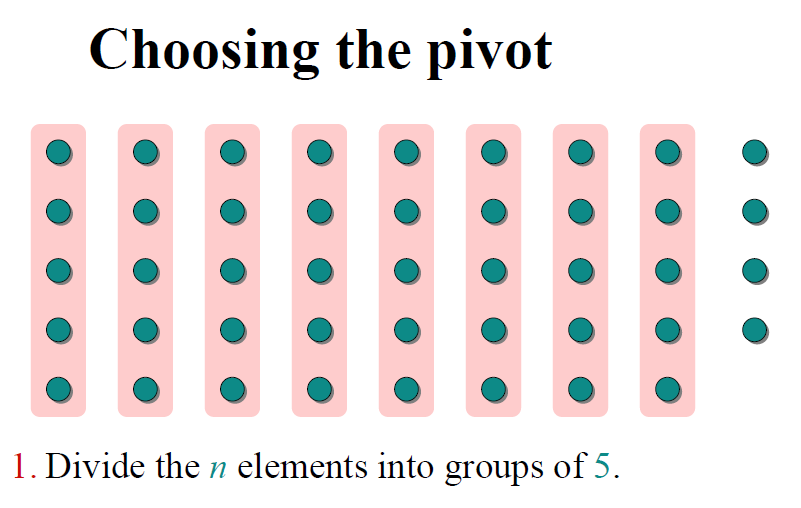 Choosing the pivot
1. Divide the n elements into groups of 5.